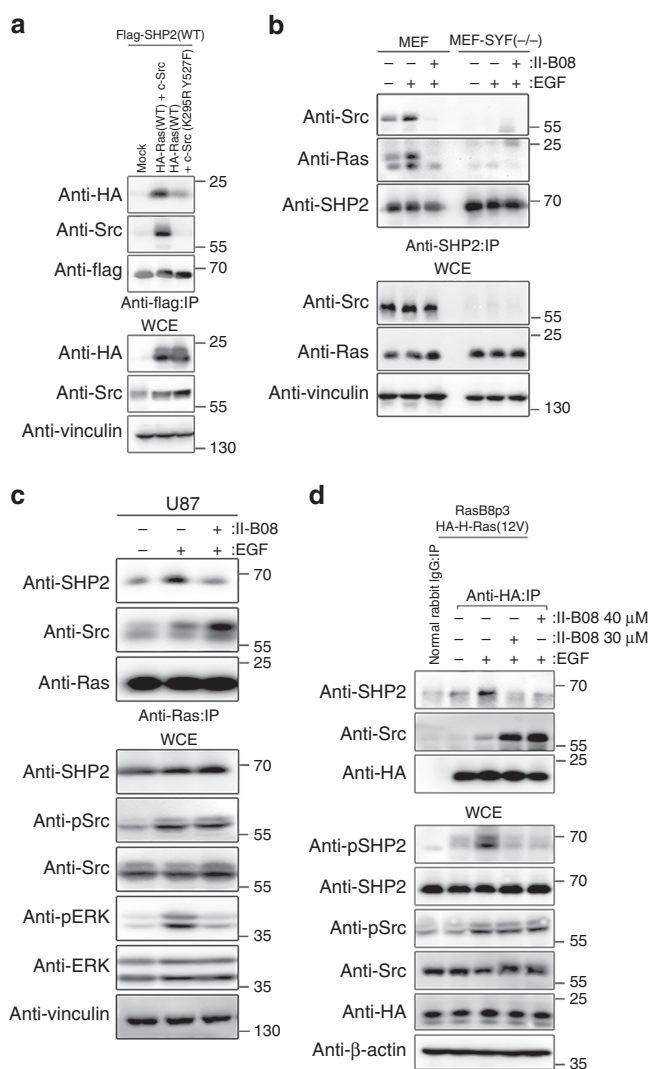 a
Flag-SHP2(WT)
Mock
HA-Ras(WT) + c-Src
HA-Ras(WT)
+ c-Src (K295R Y527F)
Anti-HA
25
Anti-Src
55
Anti-flag
70
Anti-flag:IP
WCE
Anti-HA
25
Anti-Src
55
Anti-vinculin
130
b
MEF MEF-SYF(−/−)
− − + − − + :II-B08
− + + − + + :EGF
Anti-Src
55
25
Anti-Ras
Anti-SHP2
70
Anti-SHP2:IP
WCE
Anti-Src
55
25
Anti-Ras
Anti-vinculin
130
c
U87
− − + :II-B08
− + + :EGF
Anti-SHP2
70
Anti-Src
55
25
Anti-Ras
Anti-Ras:IP
WCE
Anti-SHP2
70
Anti-pSrc
55
Anti-Src
55
Anti-pERK
35
Anti-ERK
35
Anti-vinculin
130
d
RasB8p3
HA-H-Ras(12V)
Normal rabbit IgG:IP
Anti-HA:IP
+ :II-B08 40 μM
+ :II-B08 30 μM
− + + + :EGF
Anti-SHP2
70
Anti-Src
55
25
Anti-HA
WCE
Anti-pSHP2
70
Anti-SHP2
70
Anti-pSrc
55
Anti-Src
55
25
Anti-HA
Anti-β-actin
35